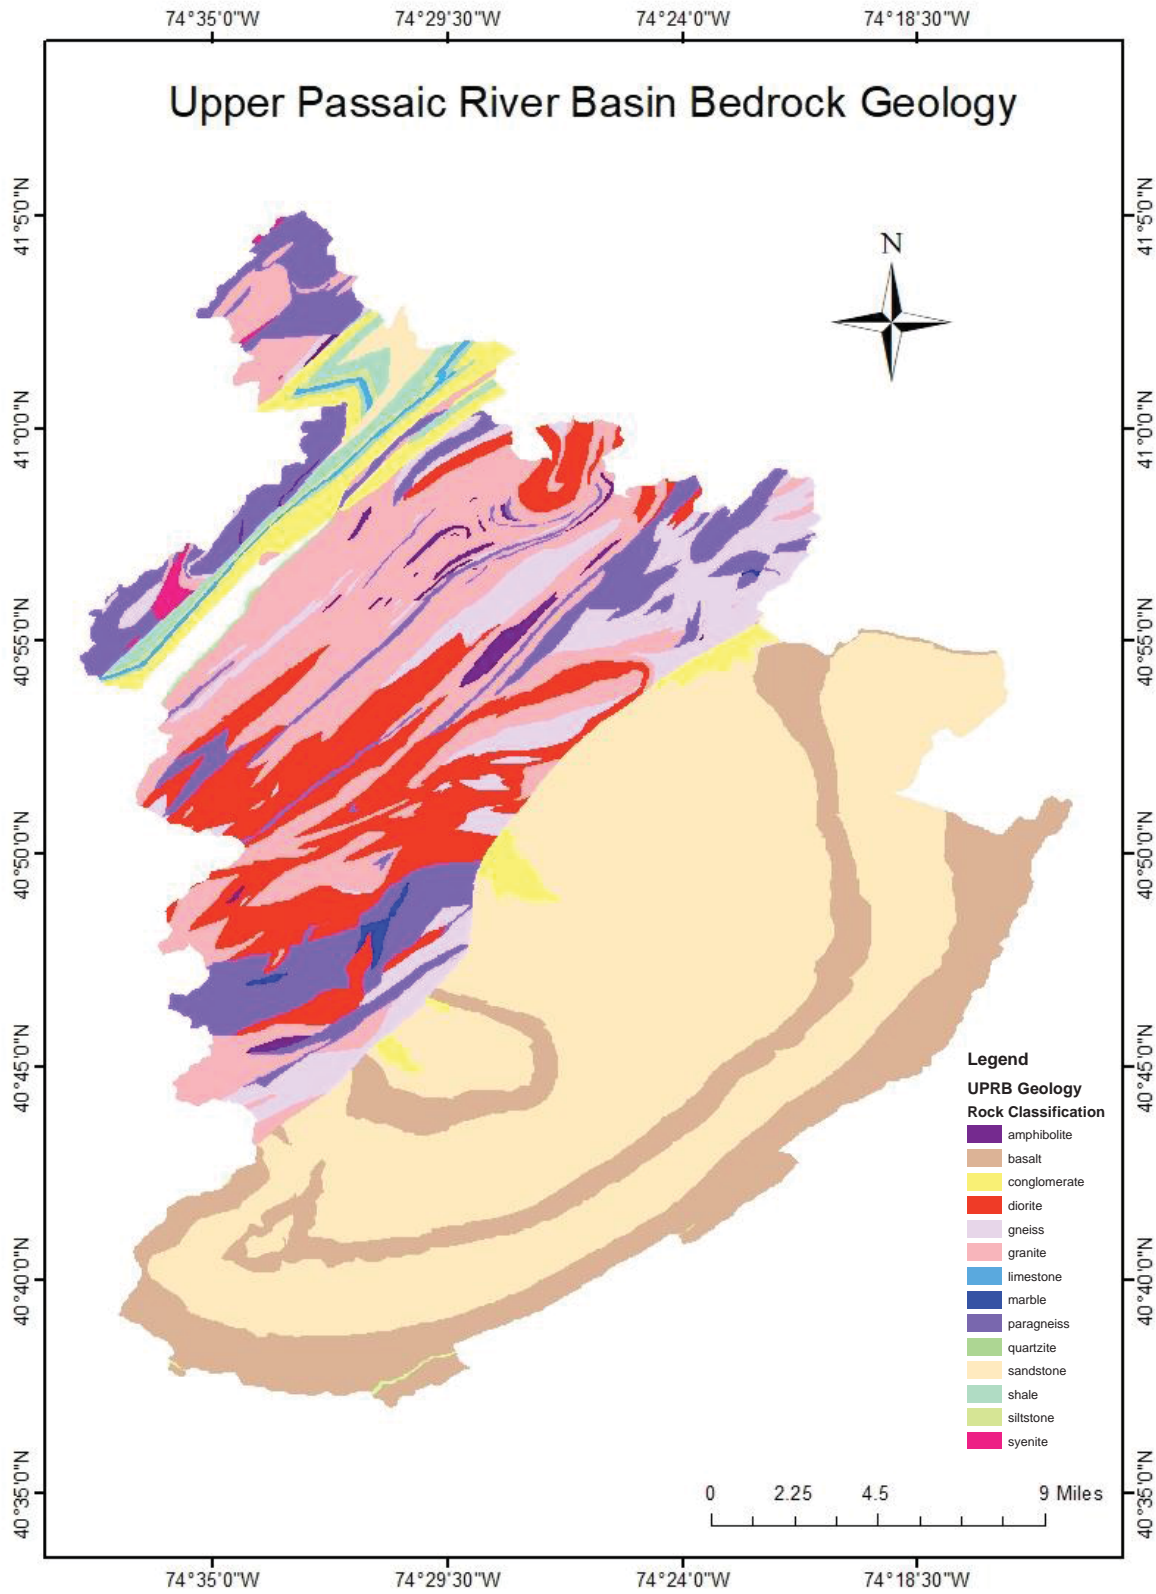 74°35'0"W 74°29'30"W 74°24'0"W 74°18'30"W
Upper Passaic River Basin Bedrock Geology
41°5'0"N 41°5'0"N
N
41°0'0"N 41°0'0"N
40°55'0"N 40°55'0"N
40°50'0"N 40°50'0"N
40°45'0"N 40°45'0"N
Legend
UPRB Geology
Rock Classification
amphibolite
basalt
conglomerate
diorite
gneiss
granite
limestone
marble
paragneiss
quartzite
sandstone
shale
siltstone
syenite
40°40'0"N 40°40'0"N
40°35'0"N 40°35'0"N
0 2.25 4.5 9 Miles
74°35'0"W 74°29'30"W 74°24'0"W 74°18'30"W